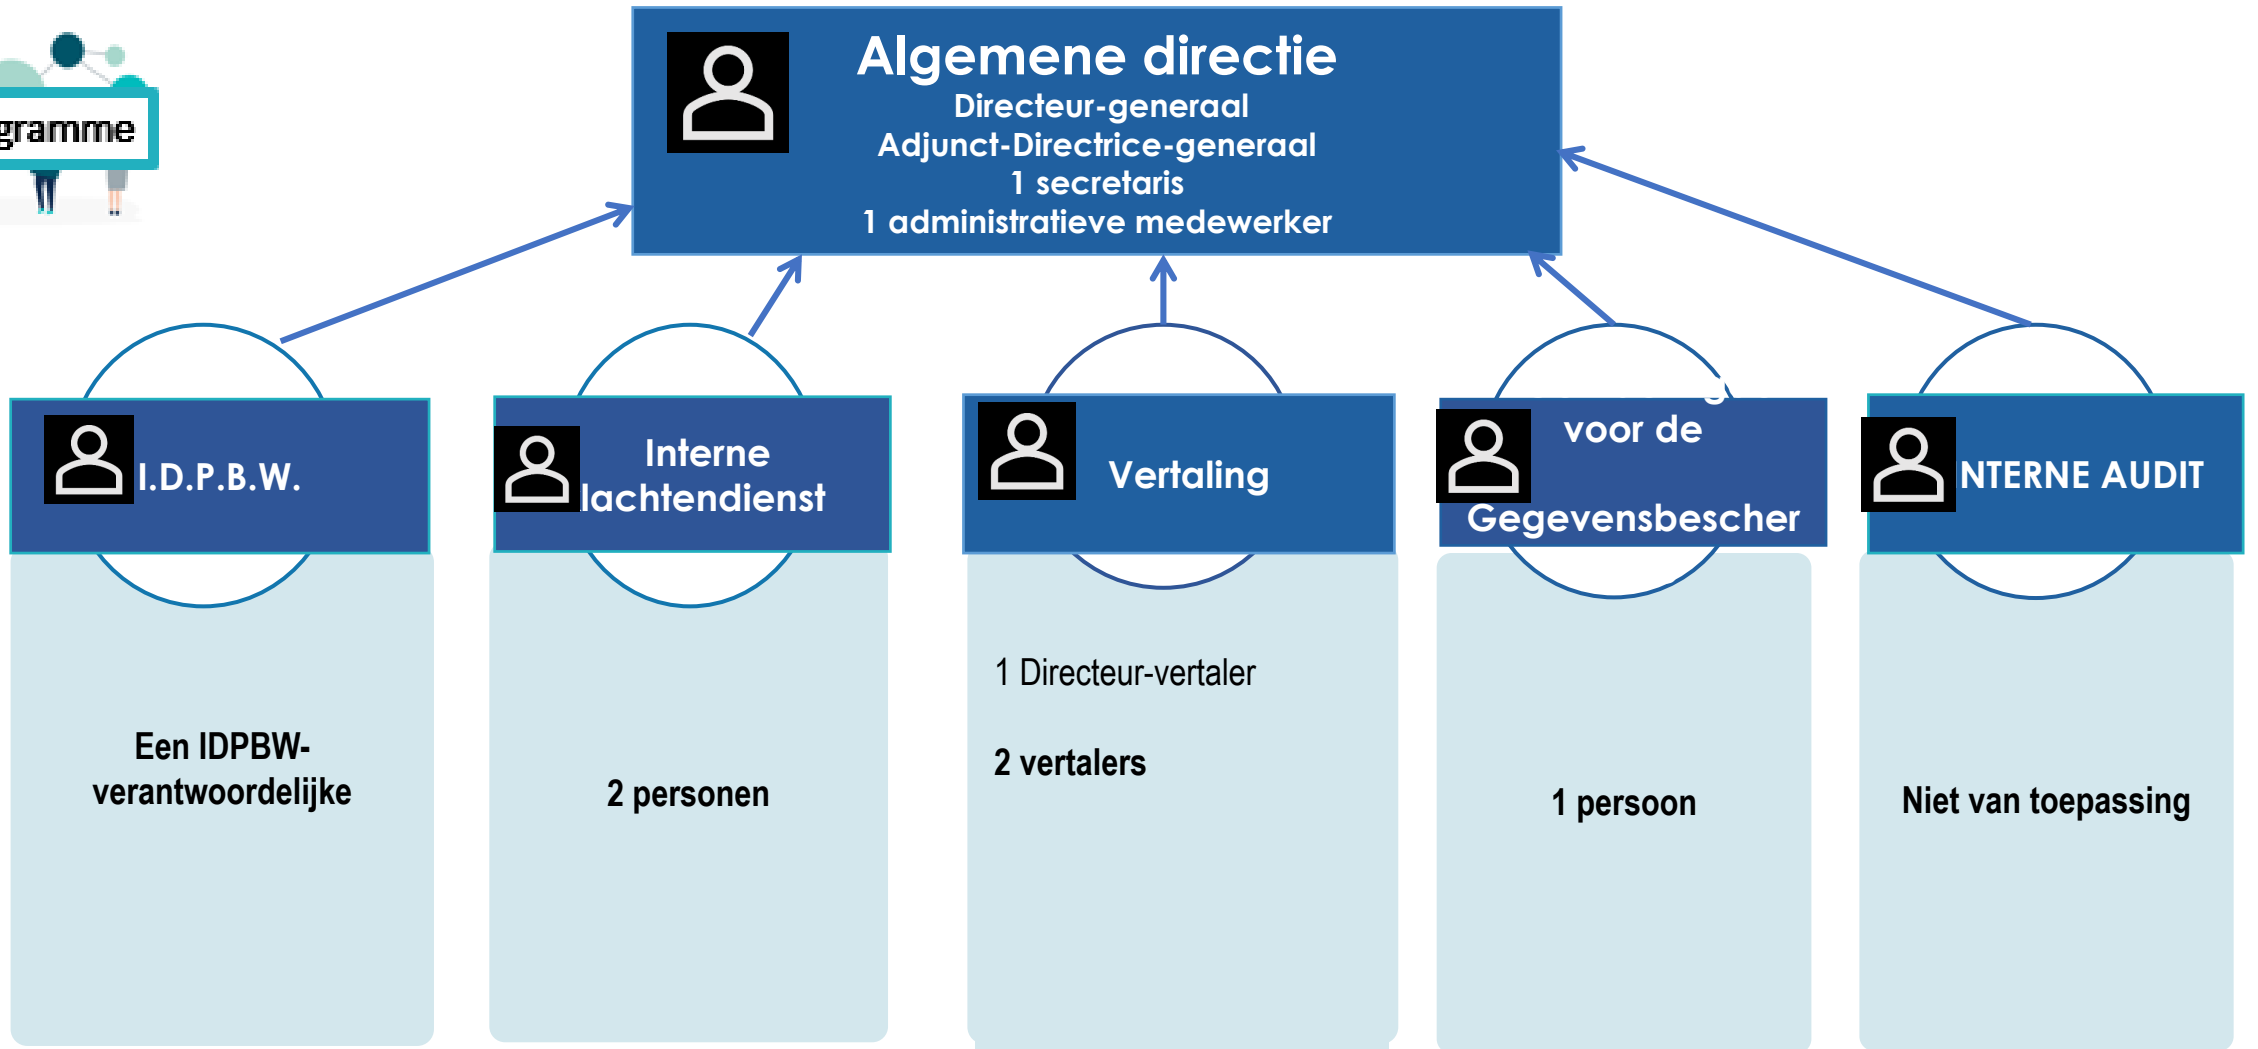 gramme
Algemene directie
Directeur-generaal
Adjunct-Directrice-generaal
1 secretaris
1 administratieve medewerker
I.D.P.B.W.
Interne
lachtendienst
Vertaling
voor de
Gegevensbescher
NTERNE AUDIT
Een IDPBW-
verantwoordelijke
2 personen
1 Directeur-vertaler
2 vertalers
1 persoon
Niet van toepassing